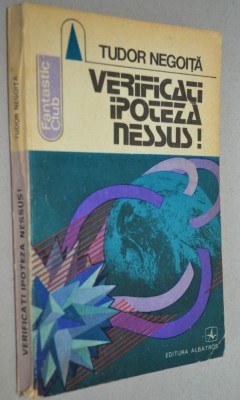 TUDOR NEGOIȚĂ
VERIFICAȚI
IPOTEZA
NESSUS!
Fantastic
Club
EDITURA ALBATROS
TUDOR NEGOIȚĂ
VERIFICAȚI IPOTEZA NESSUS!